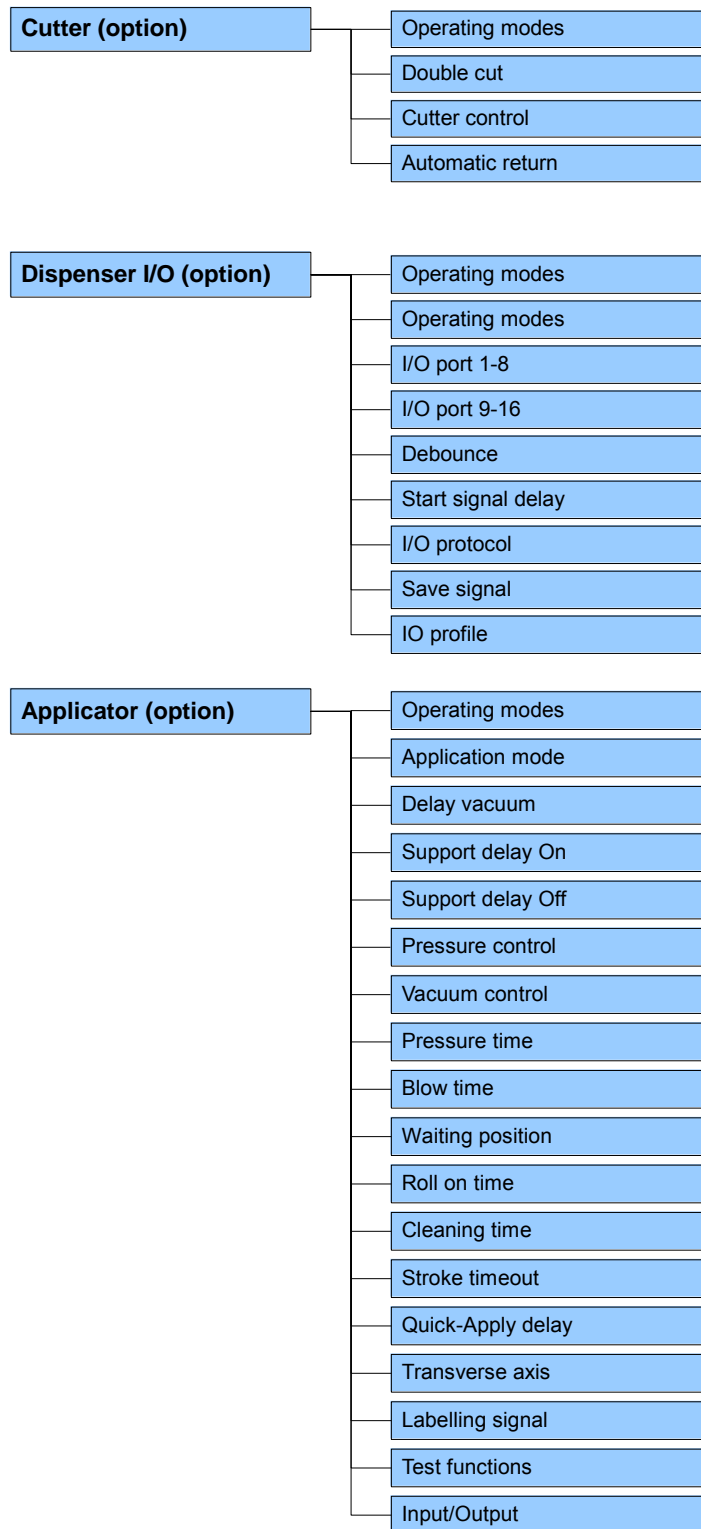 Cutter (option)
Operating modes
Double cut
Cutter control
Automatic return
Dispenser I/O (option)
Operating modes
Operating modes
I/O port 1-8
I/O port 9-16
Debounce
Start signal delay
I/O protocol
Save signal
IO profile
Applicator (option)
Operating modes
Application mode
Delay vacuum
Support delay On
Support delay Off
Pressure control
Vacuum control
Pressure time
Blow time
Waiting position
Roll on time
Cleaning time
Stroke timeout
Quick-Apply delay
Transverse axis
Labelling signal
Test functions
Input/Output